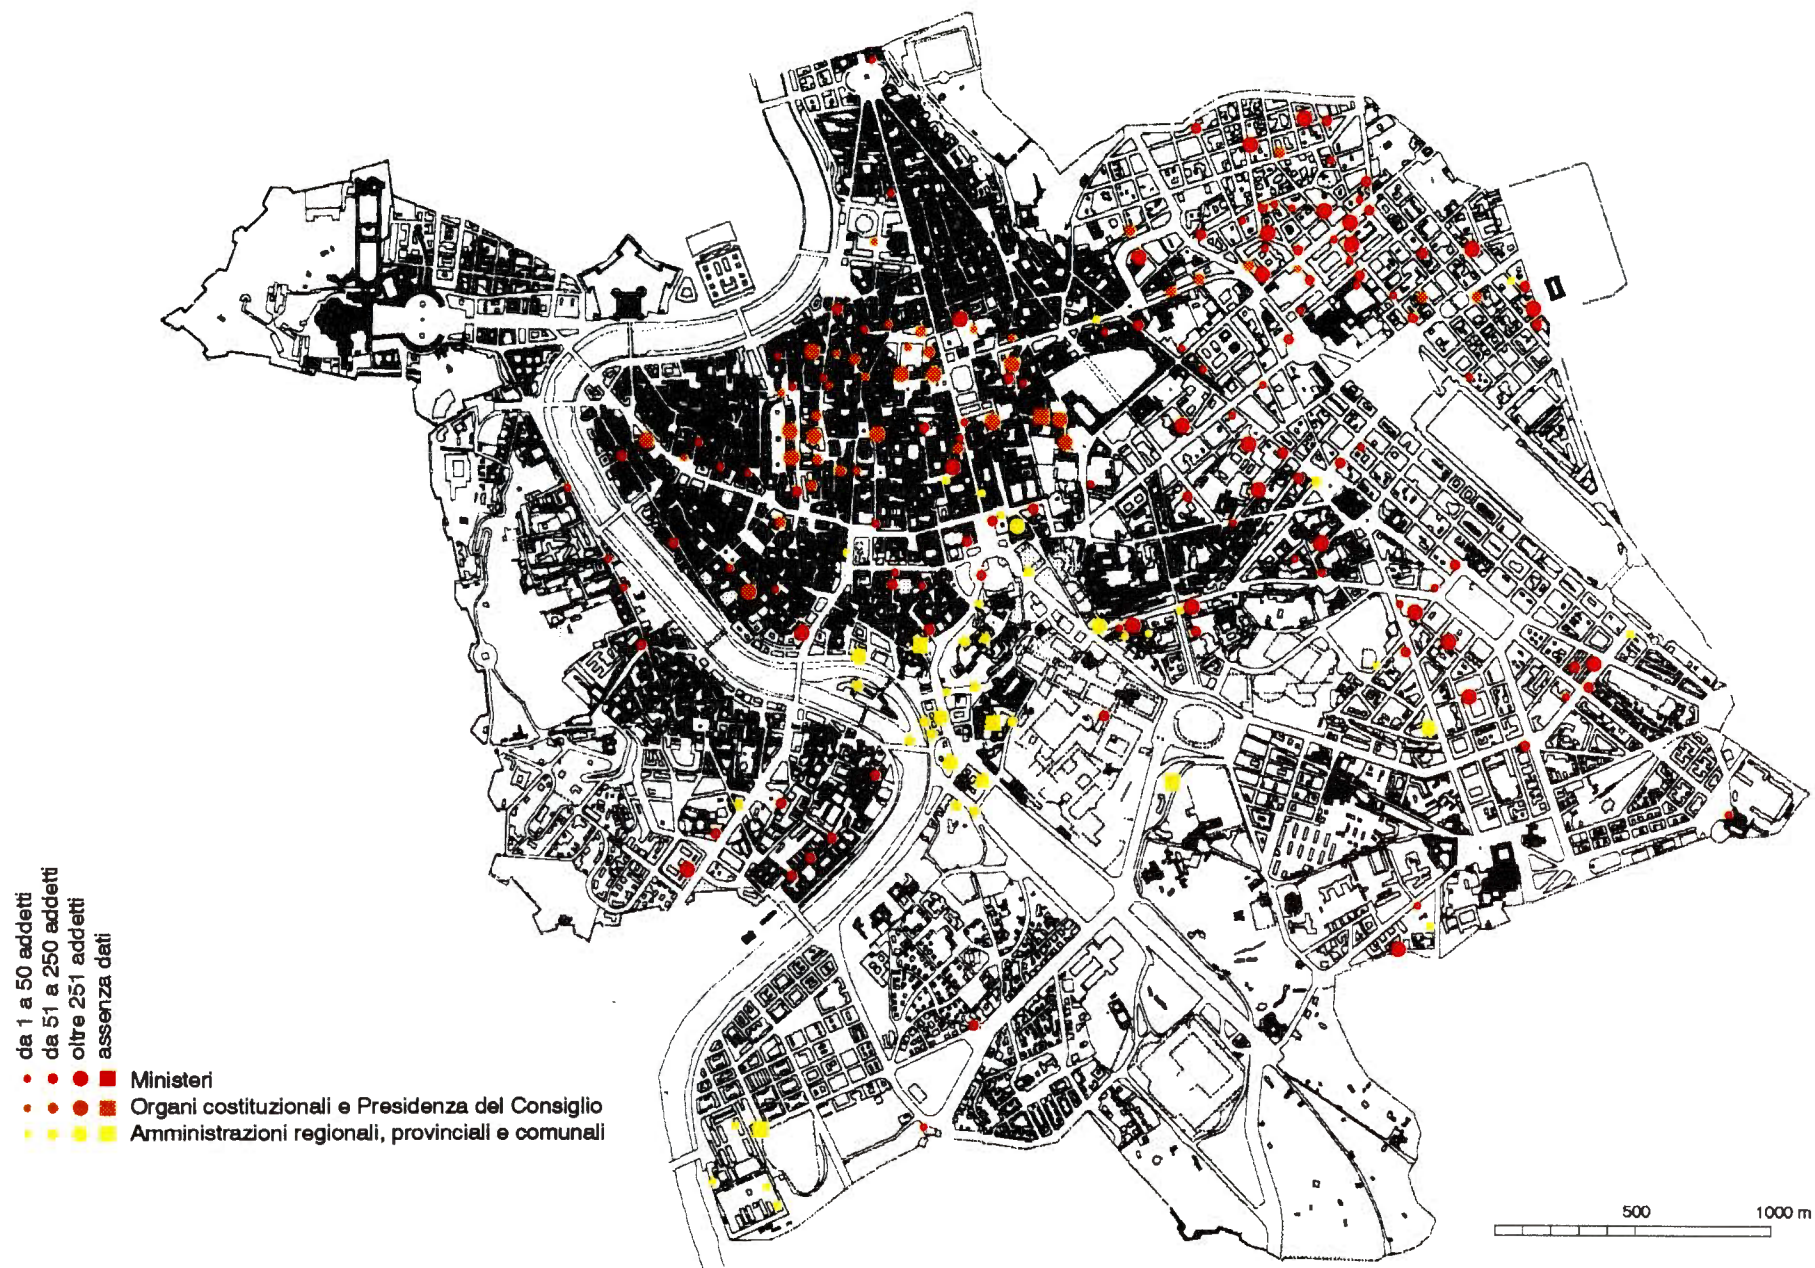 da 1 a 50 addetti
da 51 a 250 addetti
oltre 251 addetti
assenza dati
Ministeri
Organi costituzionali e Presidenza del Consiglio
Amministrazioni regionali, provinciali e comunali
500
1000 m